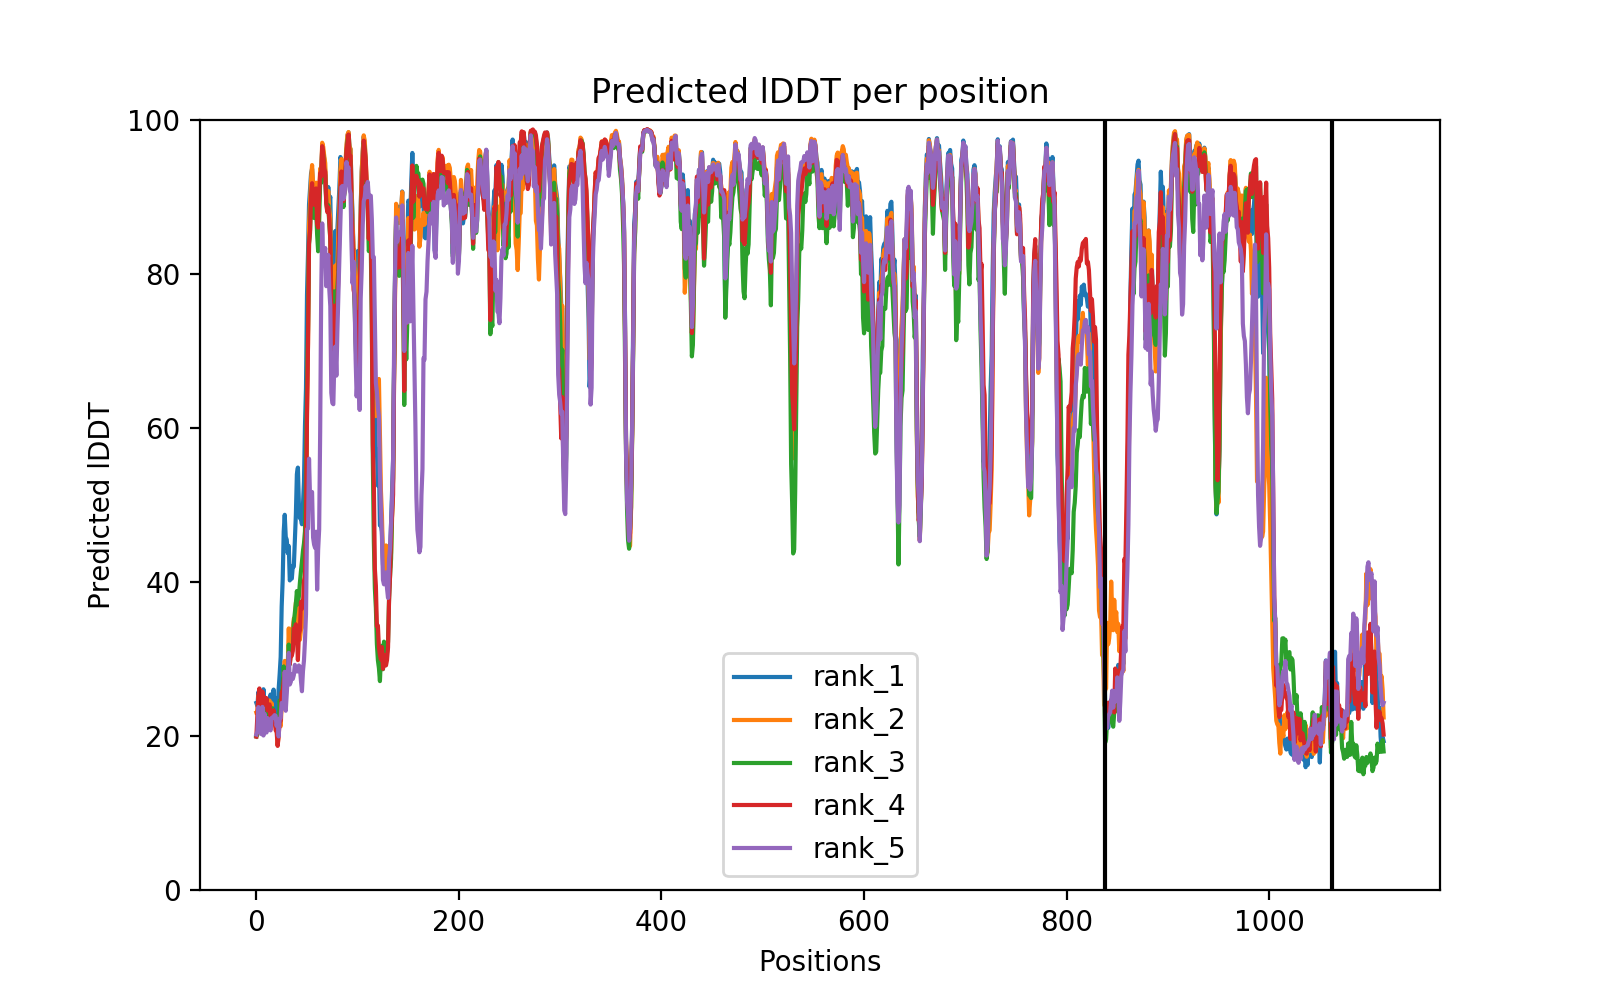 Predicted lDDT per position
100
80
60
40
20
0
Predicted lDDT
rank_1
rank_2
rank_3
rank_4
rank_5
0 200 400 600 800 1000
Positions